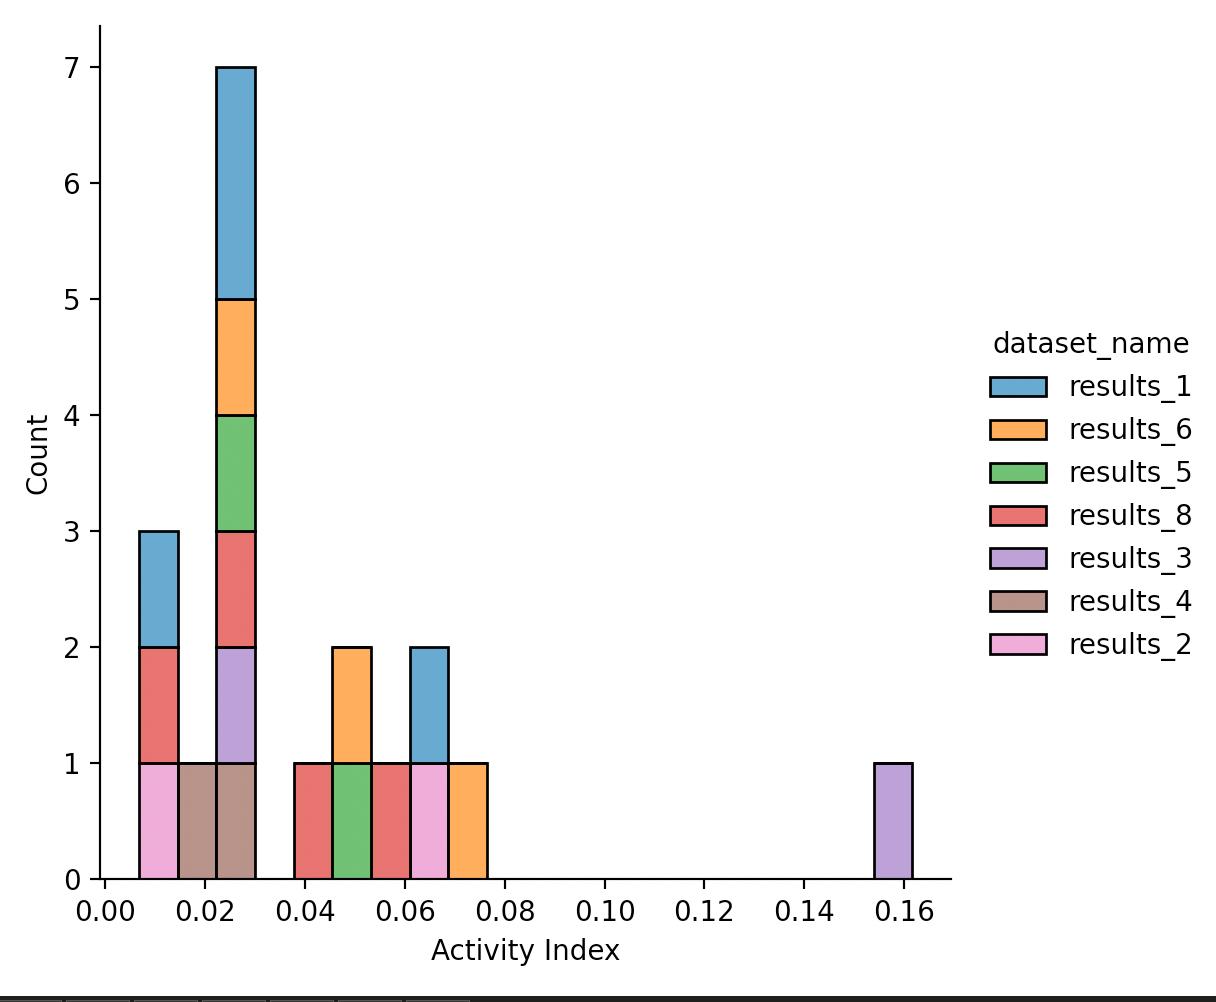 7
6
5
4
3
2
1
0
Count
0.00 0.02 0.04 0.06 0.08 0.10 0.12 0.14 0.16
Activity Index
dataset_name
results_1
results_6
results_5
results_8
results_3
results_4
results_2